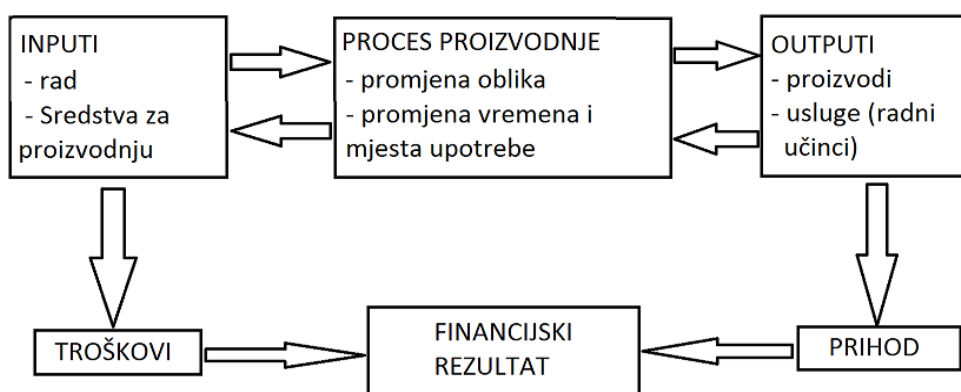 INPUTI
- rad
- Sredstva za
proizvodnju
PROCES PROIZVODNJE
- promjena oblika
- promjena vremena i
mjesta upotrebe
OUTPUTI
- proizvodi
- usluge (radni
učinci)
TROŠKOVI
FINANCIJSKI
REZULTAT
PRIHOD